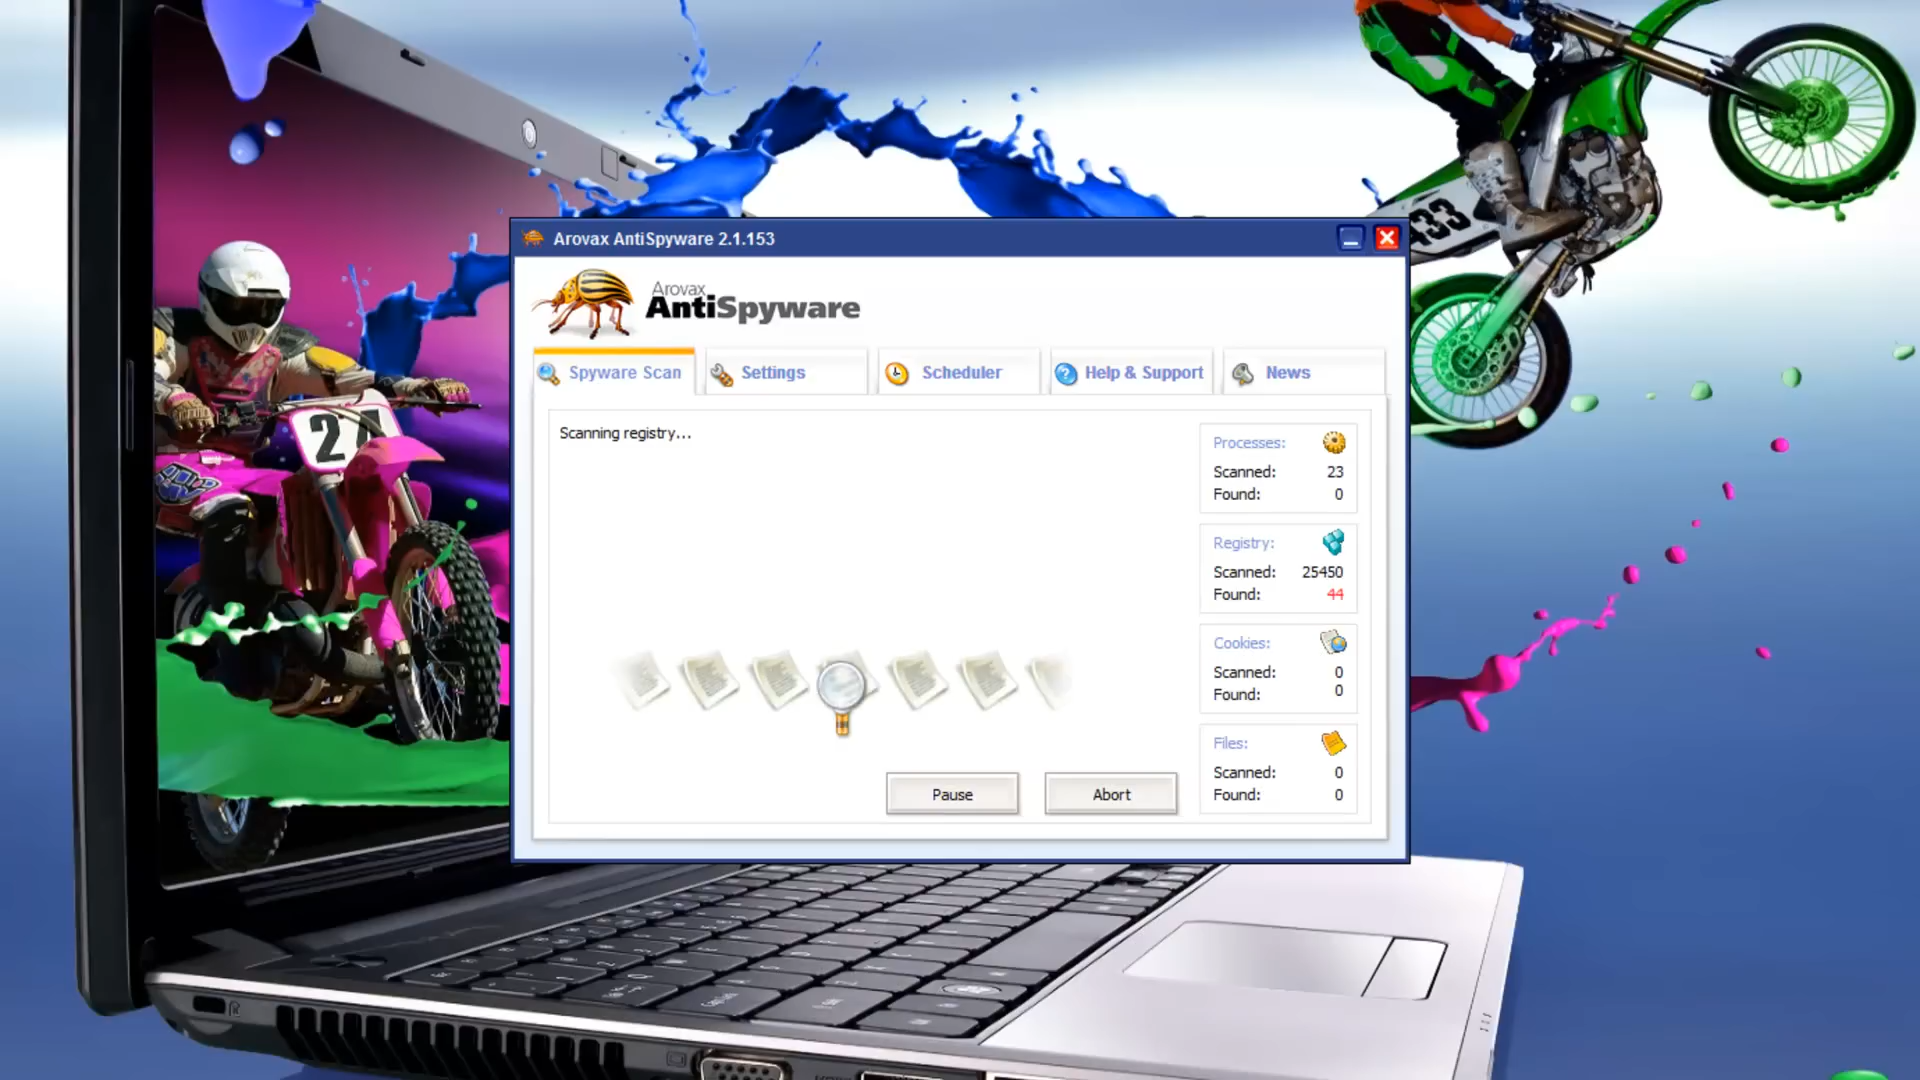 Arovax AntiSpyware 2.1.153
Arovax
AntiSpyware
Spyware Scan
Settings
Scheduler
Help & Support
News
Scanning registry...
Processes:
Scanned: 23
Found: 0
Registry:
Scanned: 25450
Found: 44
Cookies:
Scanned: 0
Found: 0
Files:
Scanned: 0
Found: 0
Pause
Abort
433
27